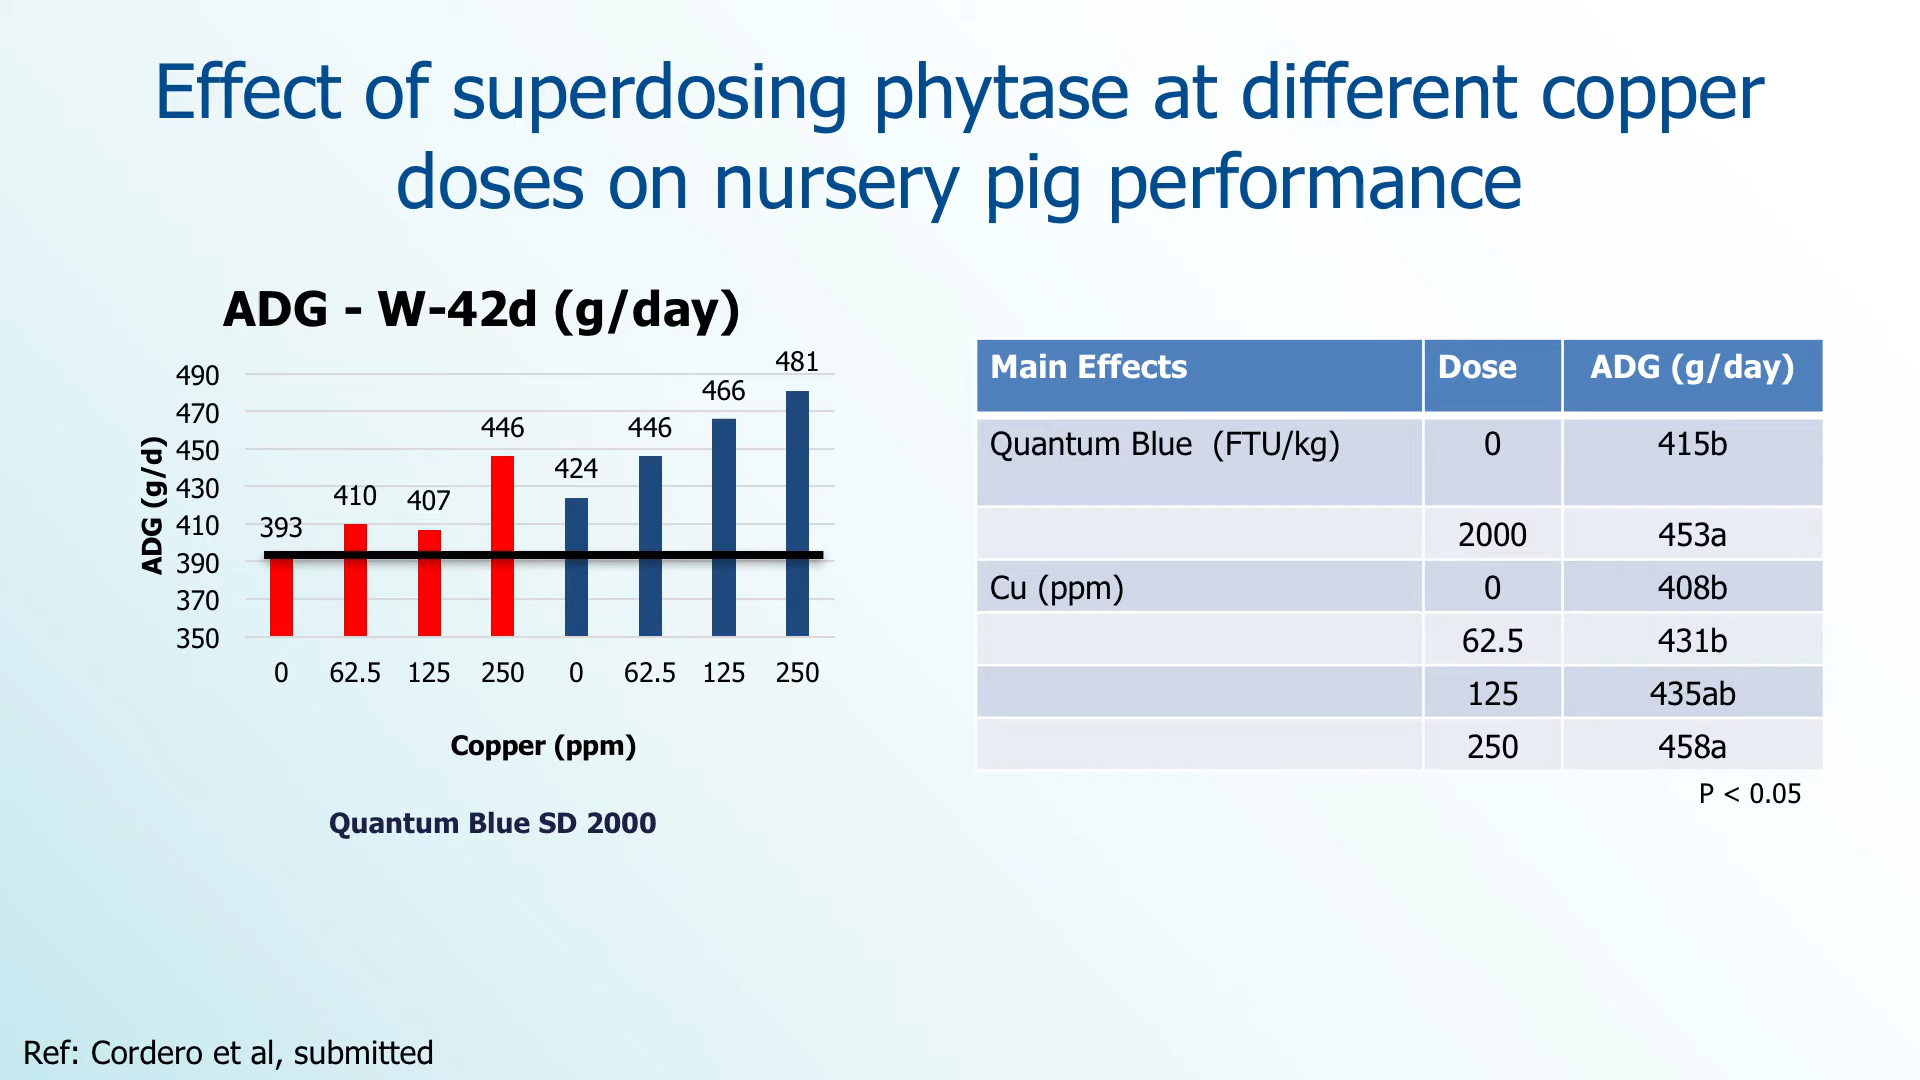 Effect of superdosing phytase at different copper
doses on nursery pig performance
ADG - W-42d (g/day)
ADG (g/d)
490
470
450
430
410
390
370
350
393
410
407
446
424
446
466
481
0 62.5 125 250 0 62.5 125 250
Copper (ppm)
Quantum Blue SD 2000
Main Effects Dose ADG (g/day)
Quantum Blue (FTU/kg) 0 415b
2000 453a
Cu (ppm) 0 408b
62.5 431b
125 435ab
250 458a
P < 0.05
Ref: Cordero et al, submitted